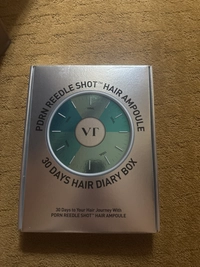 PDRN REEDLE SHOT™ HAIR AMPOULE
VT
30 DAYS HAIR DIARY BOX
30 Days in Your Hair Journey With
PDRN REEDLE SHOT™ HAIR AMPOULE